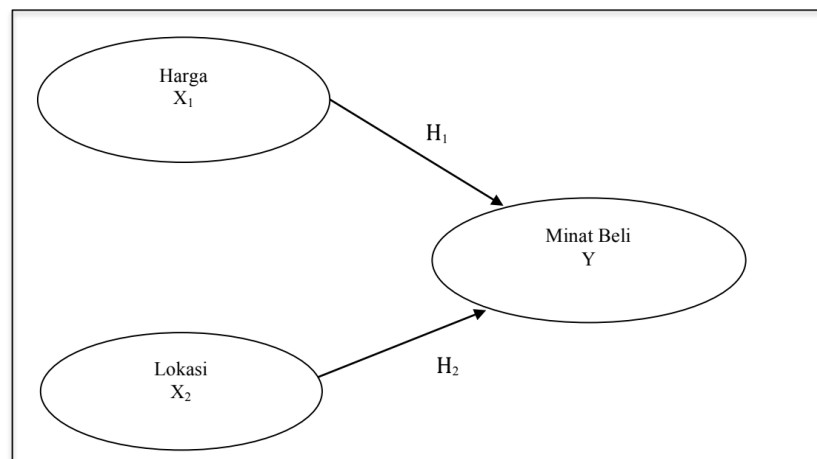 Harga
X₁
H₁
Minat Beli
Y
Lokasi
X₂
H₂